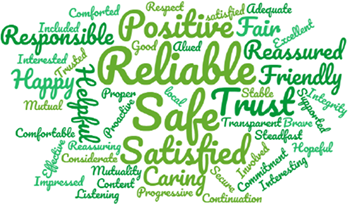 Comforted
Respect
satisfied
Adequate
Included
Positive
Fair
Excellent
Responsible
Good
Alued
Reassured
Interested
Trusted
Reliable
Happy
Friendly
Mutual
Helpful
Proper
local
Stable
Supported
Integrity
Proactive
Safe
Trust
Comfortable
Transparent
Brave
Reassuring
Steadfast
Effective
Considerate
Satisfied
Hopeful
Impressed
Mutuality
Caring
Secure
Involved
Commitment
Interesting
Content
Listening
Progressive
Continuation